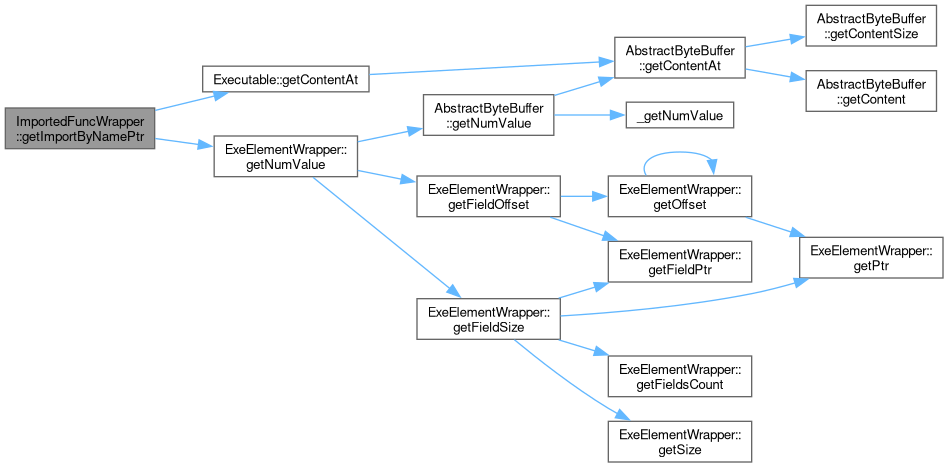 ImportedFuncWrapper
::getImportByNamePtr
Executable::getContentAt
ExeElementWrapper::
getNumValue
AbstractByteBuffer
::getNumValue
ExeElementWrapper::
getFieldOffset
ExeElementWrapper::
getFieldSize
AbstractByteBuffer
::getContentAt
_getNumValue
ExeElementWrapper::
getOffset
ExeElementWrapper::
getFieldPtr
ExeElementWrapper::
getFieldsCount
ExeElementWrapper::
getSize
AbstractByteBuffer
::getContentSize
AbstractByteBuffer
::getContent
ExeElementWrapper::
getPtr